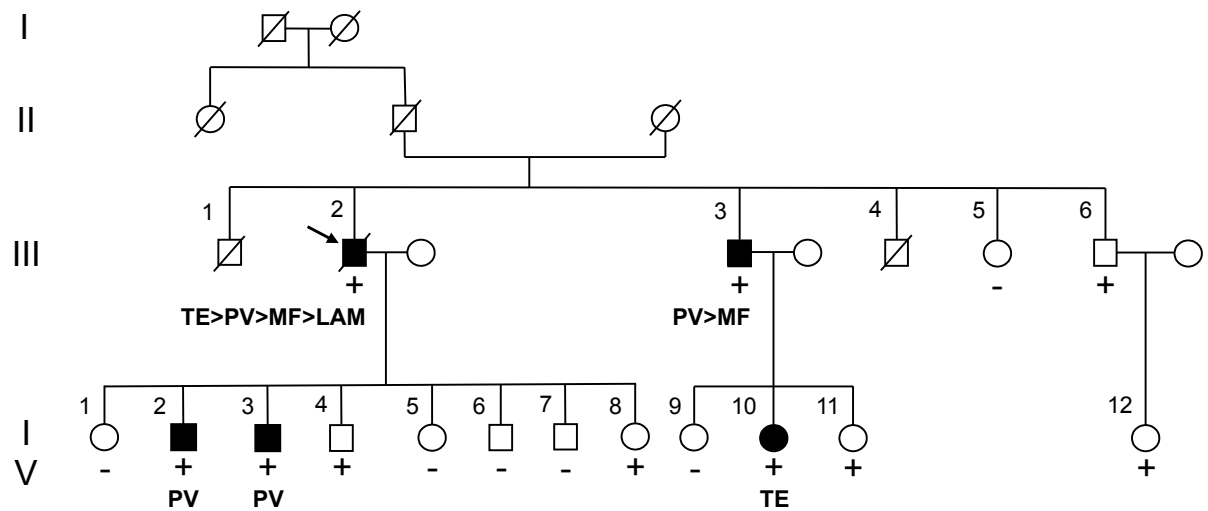 I
II
1 2 3 4 5 6
III
+ + - +
TE>PV>MF>LAM PV>MF
1 2 3 4 5 6 7 8 9 10 11 12
I
V
- + + + - - - + - + + +
PV PV TE